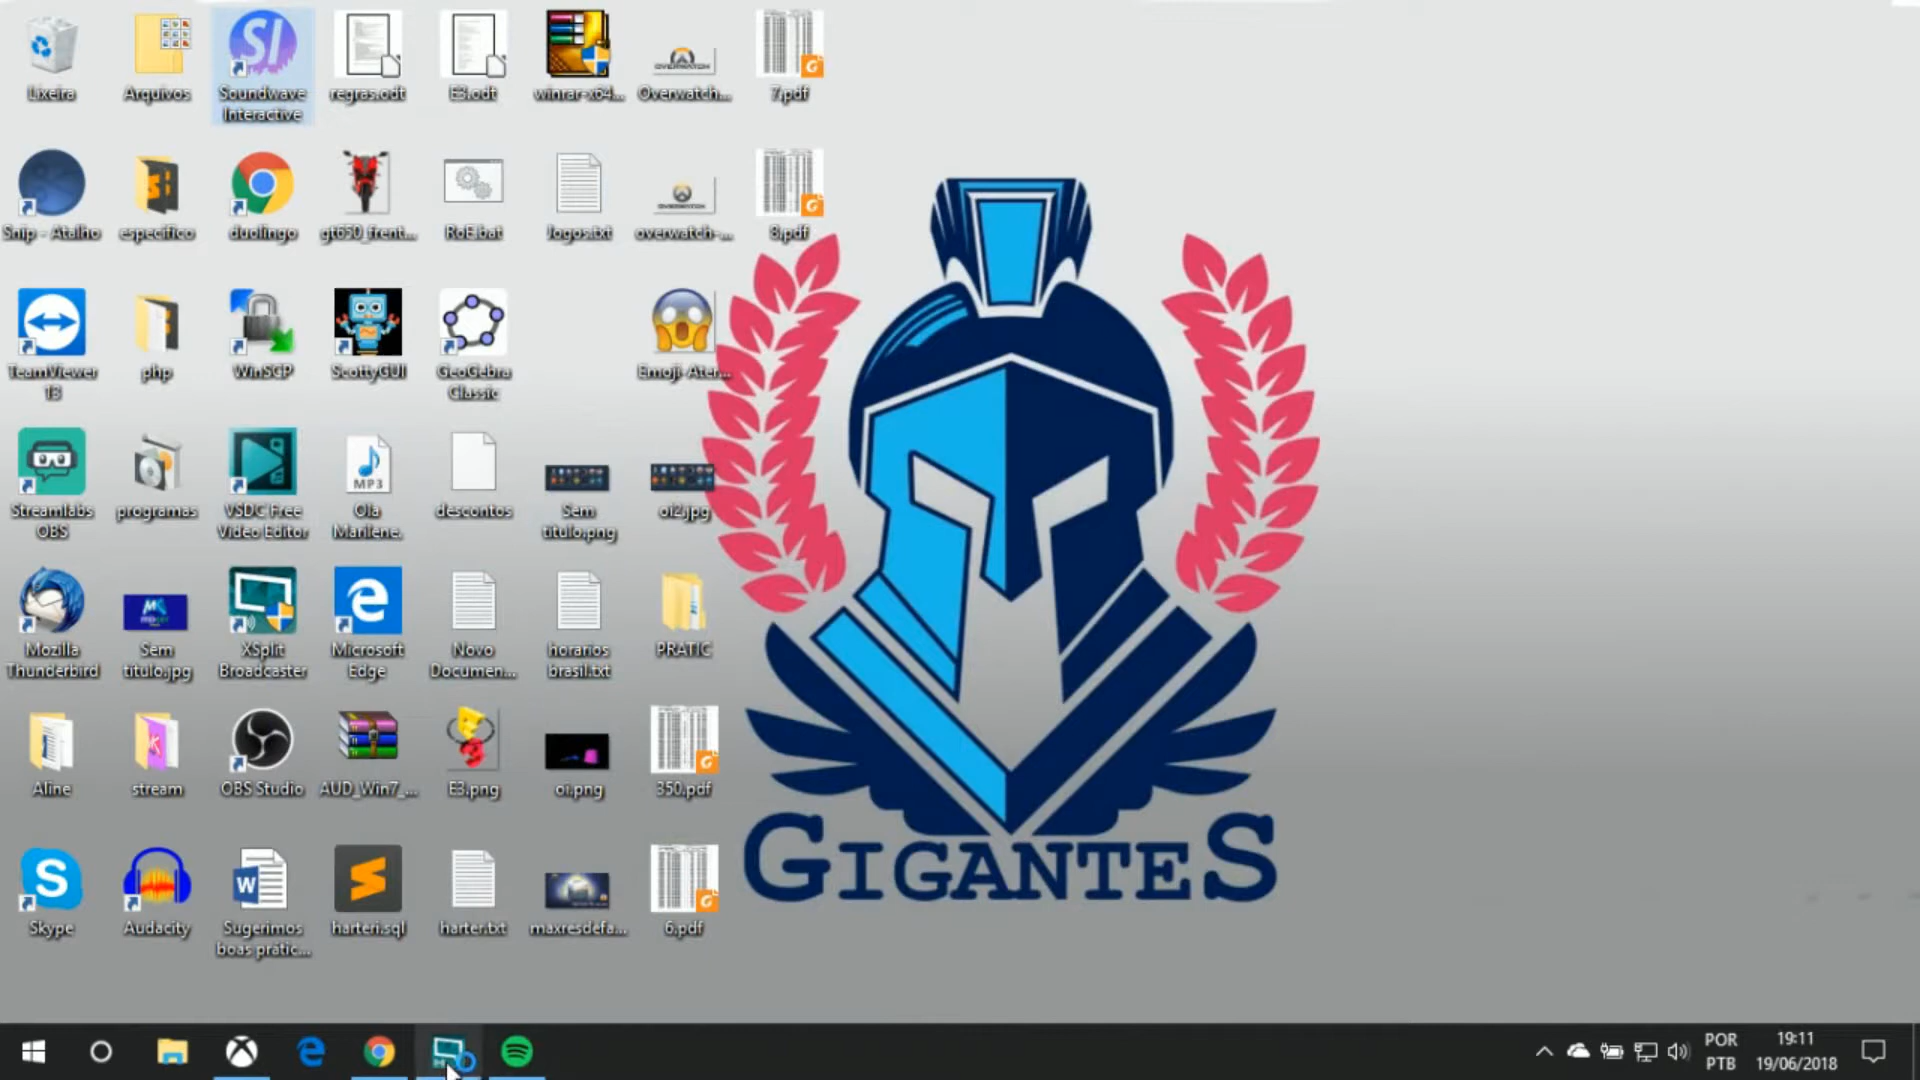 Lixeira
Arquivos
Soundwave
Interactive
regras.odt
E3.odt
winrar-x64...
Overwatch...
7.pdf
Snip - Atalho
especifico
duolingo
gt650_frent...
RoE.bat
Jogos.txt
overwatch-...
8.pdf
TeamViewer
13
php
WinSCP
ScottyGUI
GeoGebra
Classic
Emoji-Ater...
Streamlabs
OBS
programas
VSDC Free
Video Editor
MP3
Ola
Marilene.
descontos
Sem
titulo.png
oi2.jpg
Mozilla
Thunderbird
Sem
titulo.jpg
XSplit
Broadcaster
Microsoft
Edge
Novo
Documen...
horarios
brasil.txt
PRATIC
Aline
stream
OBS Studio
AUD_Win7_...
E3.png
oi.png
350.pdf
Skype
Audacity
Sugerimos
boas prátic...
harteri.sql
harter.txt
maxresdefa...
6.pdf
GIGANTES
POR
PTB
19:11
19/06/2018